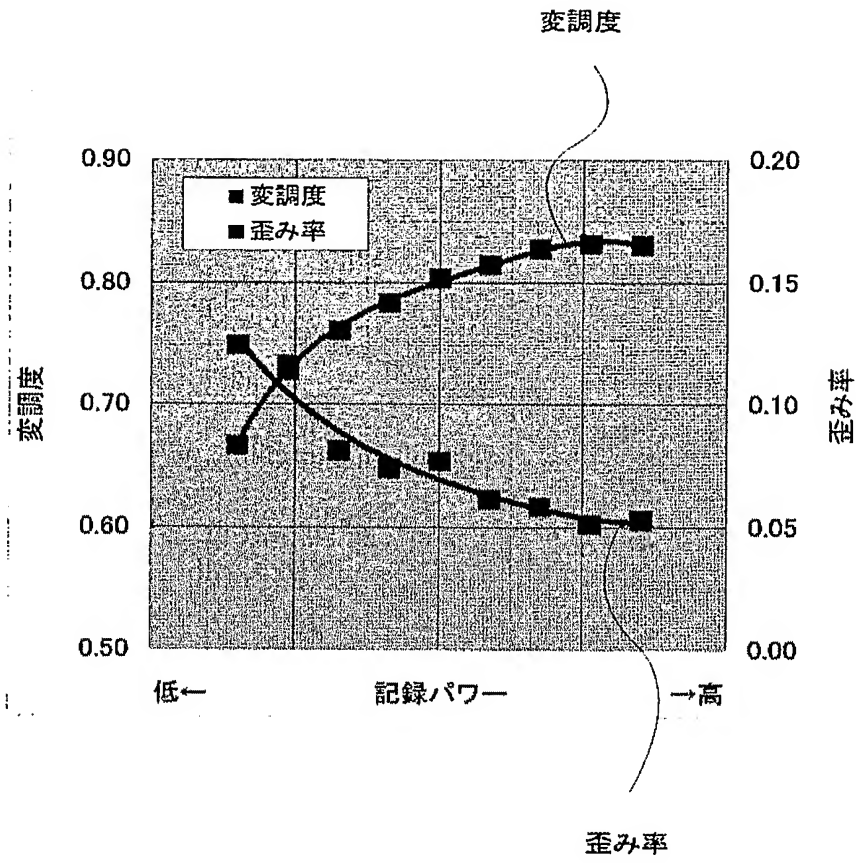 変調度
0.90
0.80
0.70
0.60
0.50
変調度
■ 変調度
■ 歪み率
0.20
0.15
0.10
0.05
0.00
歪み率
低←
記録パワー
→高
歪み率